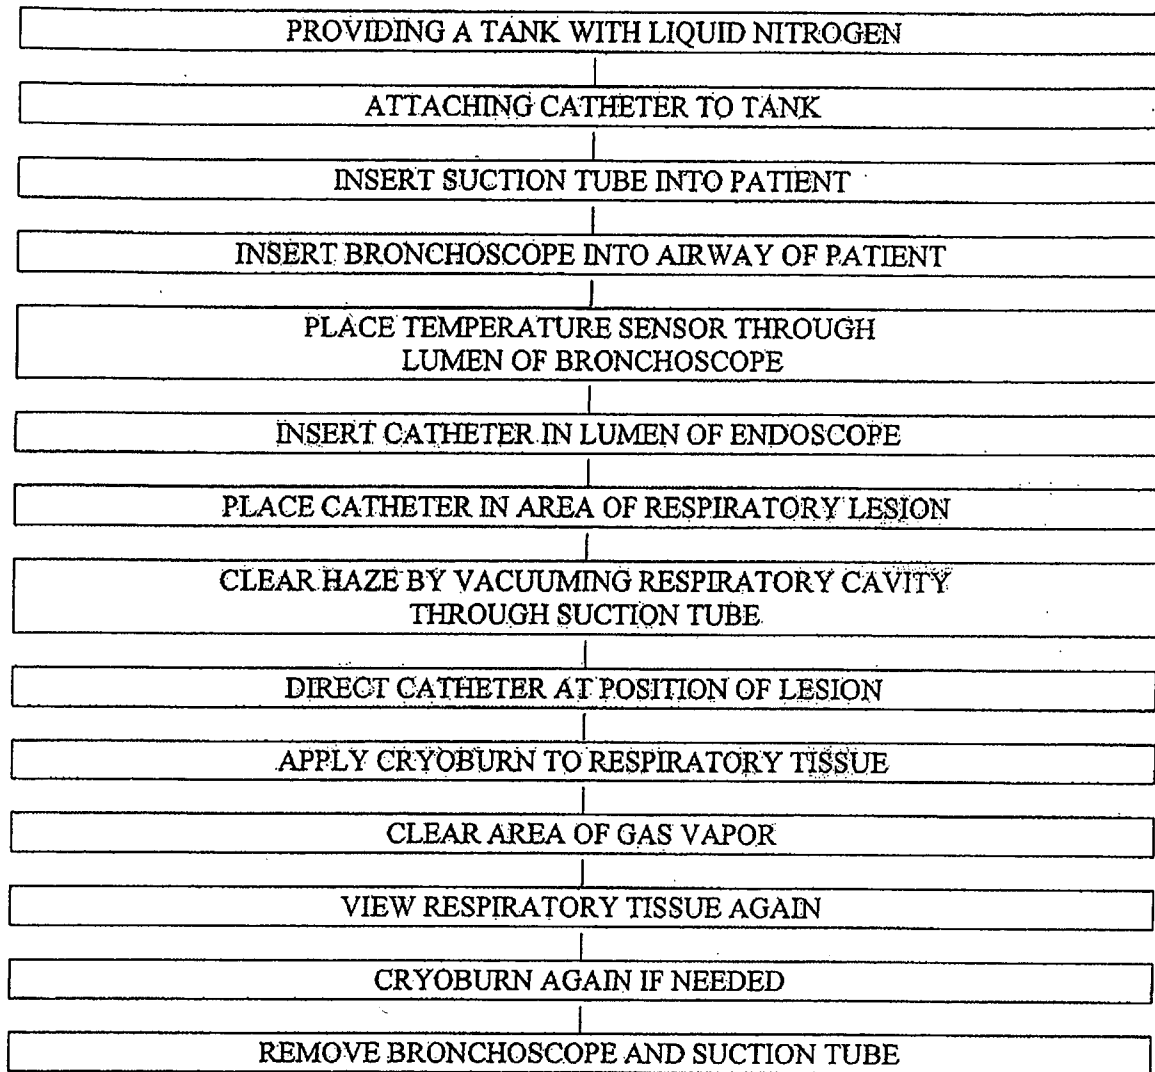 PROVIDING A TANK WITH LIQUID NITROGEN
ATTACHING CATHETER TO TANK
INSERT SUCTION TUBE INTO PATIENT
INSERT BRONCHOSCOPE INTO AIRWAY OF PATIENT
PLACE TEMPERATURE SENSOR THROUGH
LUMEN OF BRONCHOSCOPE
INSERT CATHETER IN LUMEN OF ENDOSCOPE
PLACE CATHETER IN AREA OF RESPIRATORY LESION
CLEAR HAZE BY VACUUMING RESPIRATORY CAVITY
THROUGH SUCTION TUBE
DIRECT CATHETER AT POSITION OF LESION
APPLY CRYOBURN TO RESPIRATORY TISSUE
CLEAR AREA OF GAS VAPOR
VIEW RESPIRATORY TISSUE AGAIN
CRYOBURN AGAIN IF NEEDED
REMOVE BRONCHOSCOPE AND SUCTION TUBE